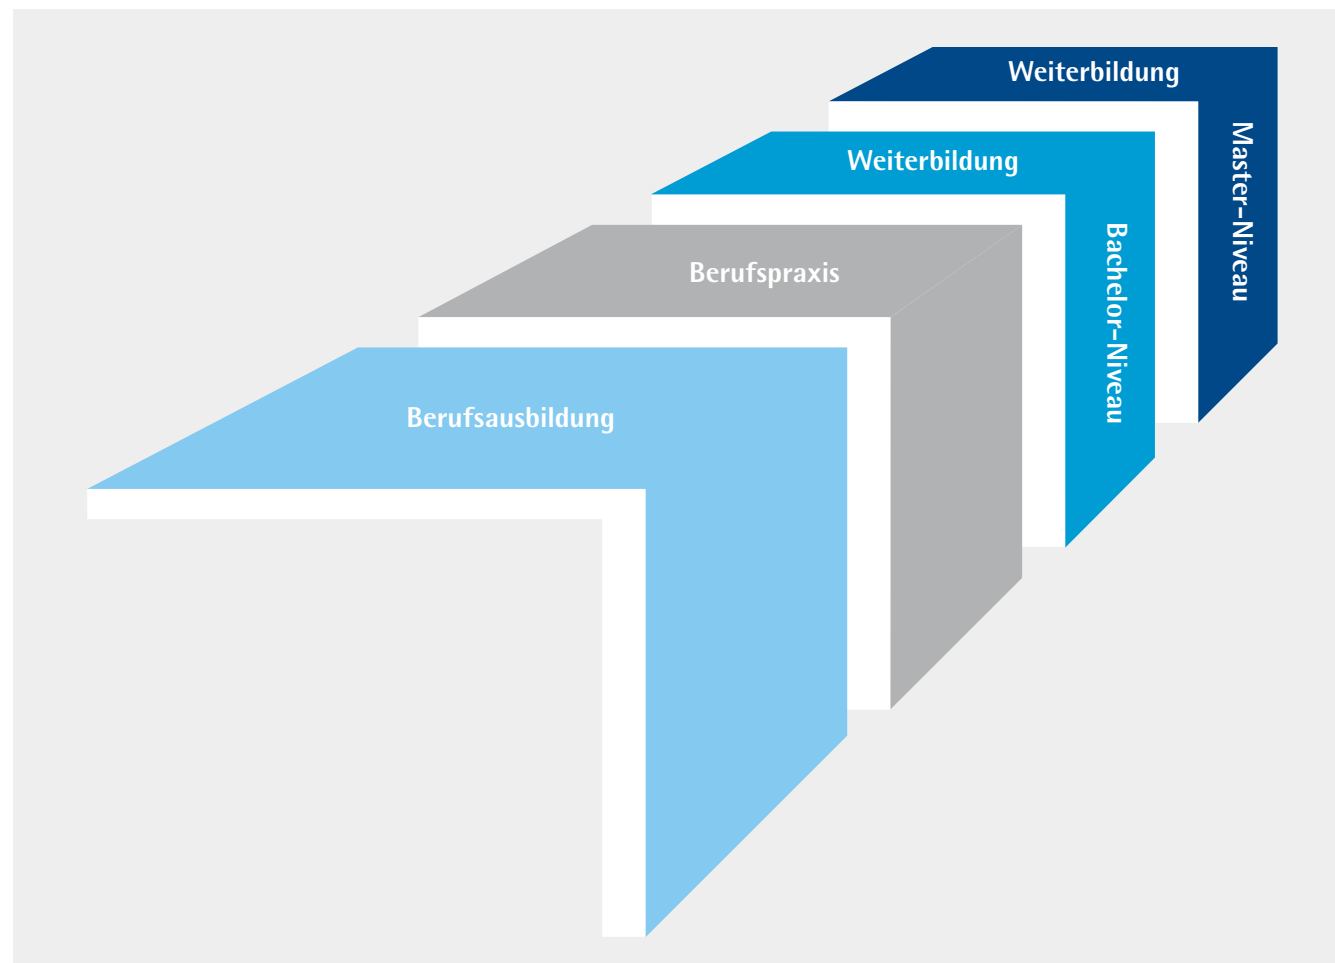 Weiterbildung
Master-Niveau
Weiterbildung
Bachelor-Niveau
Berufspraxis
Berufsausbildung